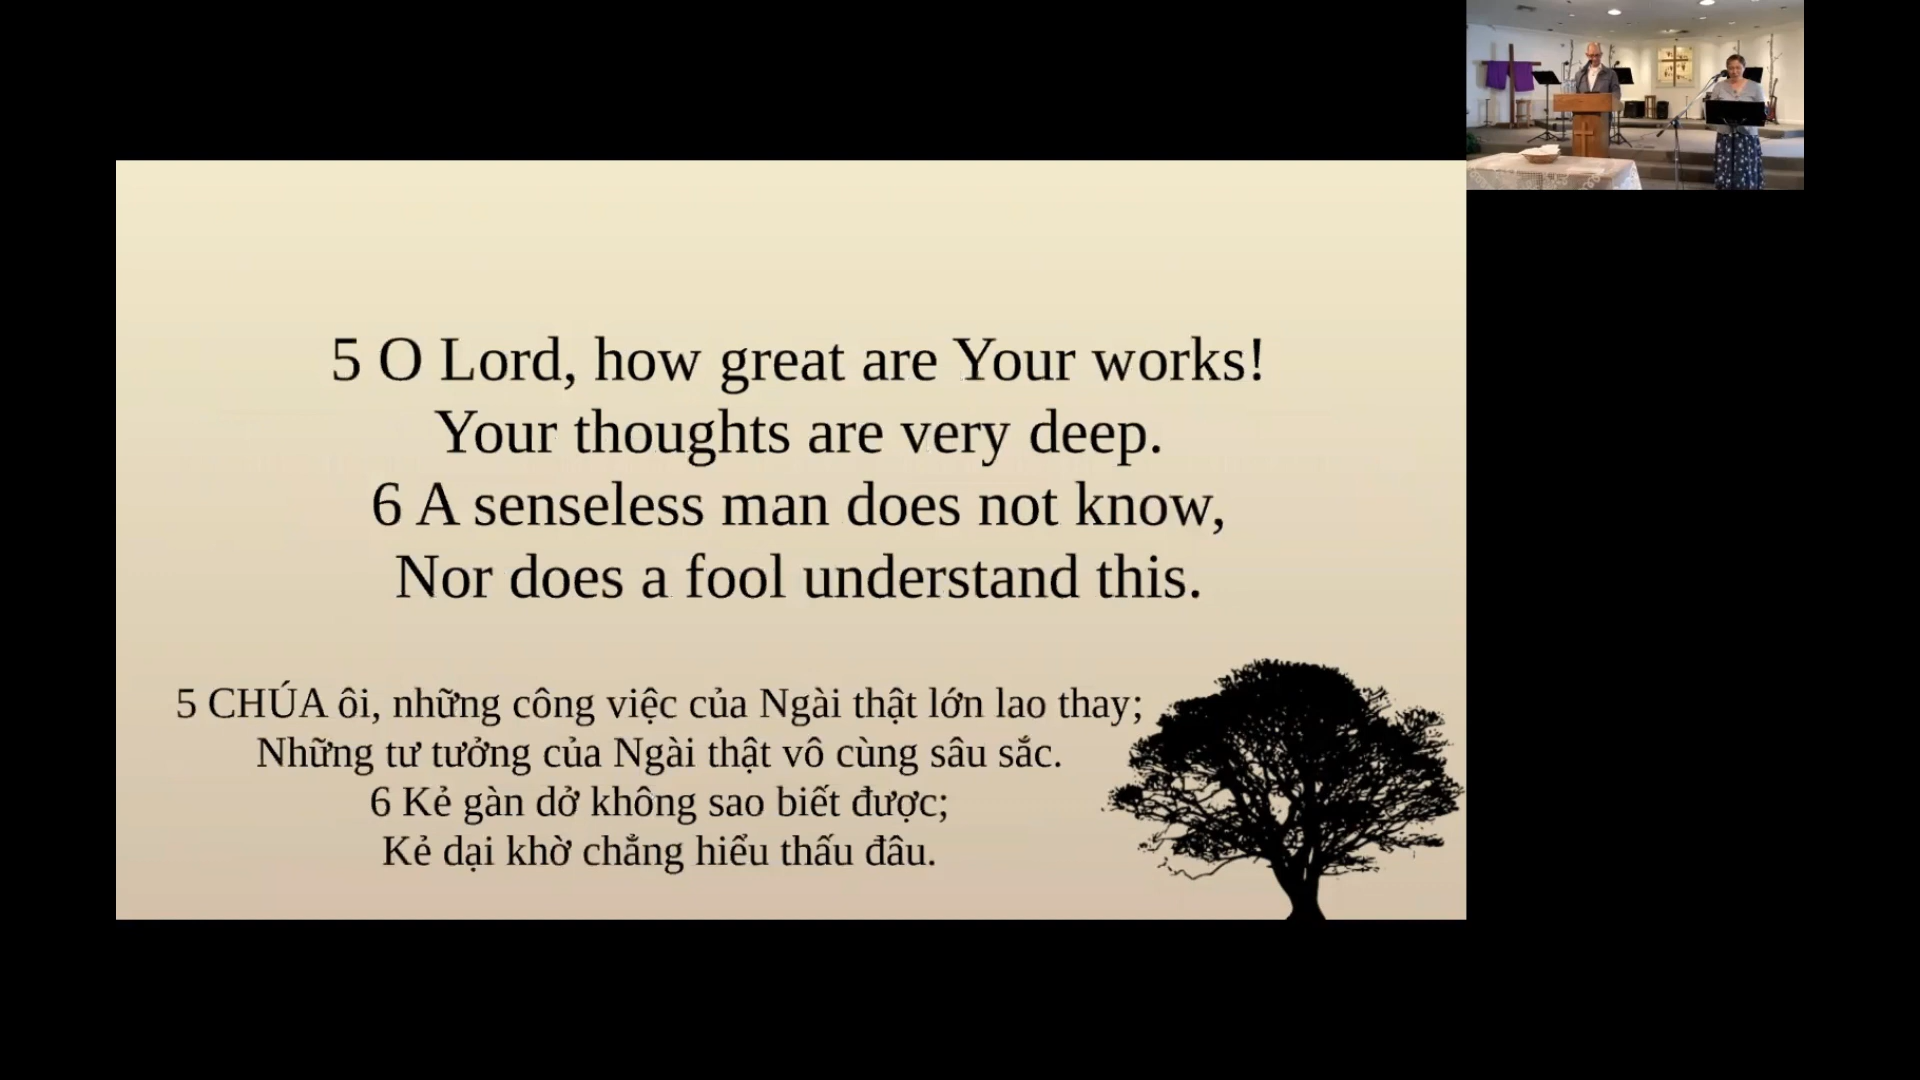 5 O Lord, how great are Your works!
Your thoughts are very deep.
6 A senseless man does not know,
Nor does a fool understand this.
5 CHÚA ôi, những công việc của Ngài thật lớn lao thay;
Những tư tưởng của Ngài thật vô cùng sâu sắc.
6 Kẻ gàn dở không sao biết được;
Kẻ dại khờ chẳng hiểu thấu đâu.